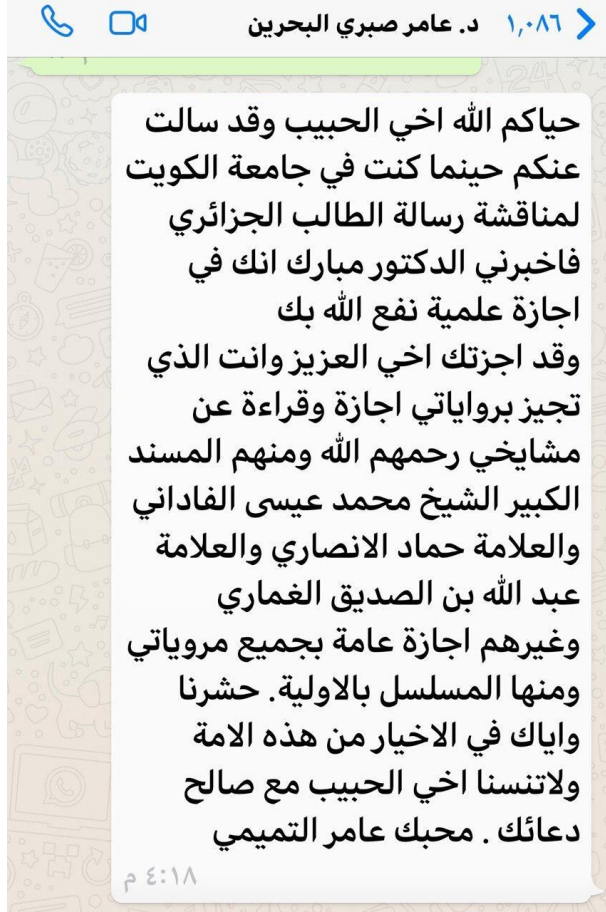 د. عامر صبري البحرين ١,٠٨٦
حياكم الله اخي الحبيب وقد سالت
عنكم حينما كنت في جامعة الكويت
لمناقشة رسالة الطالب الجزائري
فاخبرني الدكتور مبارك انك في
اجازة علمية نفع الله بك
وقد اجزتك اخي العزيز وانت الذي
تجيز برواياتي اجازة وقراءة عن
مشايخي رحمهم الله ومنهم المسند
الكبير الشيخ محمد عيسى الفاداني
والعلامة حماد الانصاري والعلامة
عبد الله بن الصديق الغماري
وغيرهم اجازة عامة بجميع مروياتي
ومنها المسلسل بالاولية. حشرنا
واياك في الاخيار من هذه الامة
ولاتنسنا اخي الحبيب مع صالح
دعائك . محبك عامر التميمي
٤:١٨ م